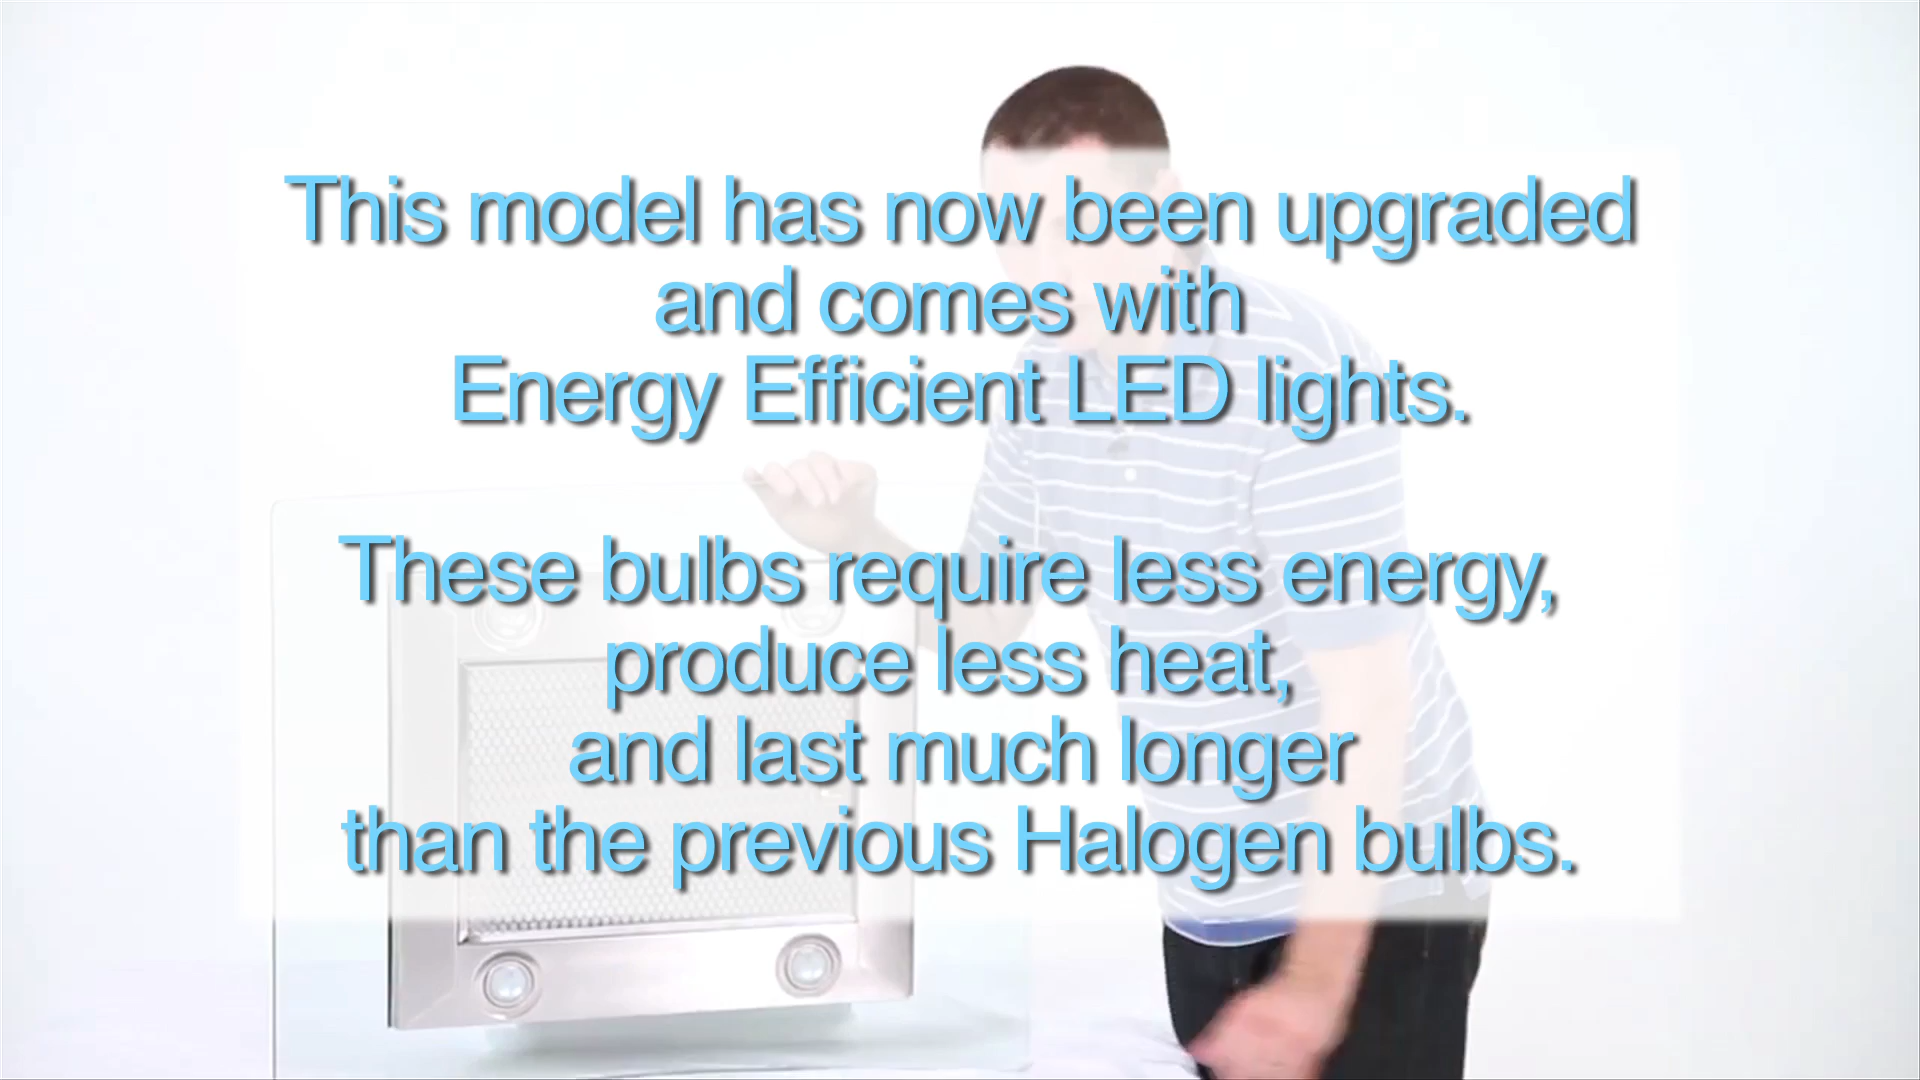 This model has now been upgraded
and comes with
Energy Efficient LED lights.
These bulbs require less energy,
produce less heat,
and last much longer
than the previous Halogen bulbs.